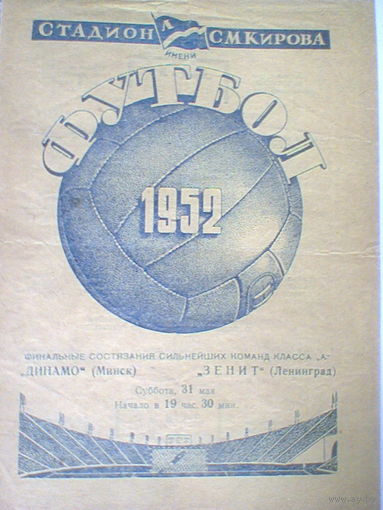 СТАДИОН ИМЕНИ С.М.КИРОВА
ФУТБОЛ
1952
ФИНАЛЬНЫЕ СОСТЯЗАНИЯ СИЛЬНЕЙШИХ КОМАНД КЛАССА „А"
„ДИНАМО" (Минск) „ЗЕНИТ" (Ленинград)
Суббота, 31 мая
Начало в 19 час. 30 мин.